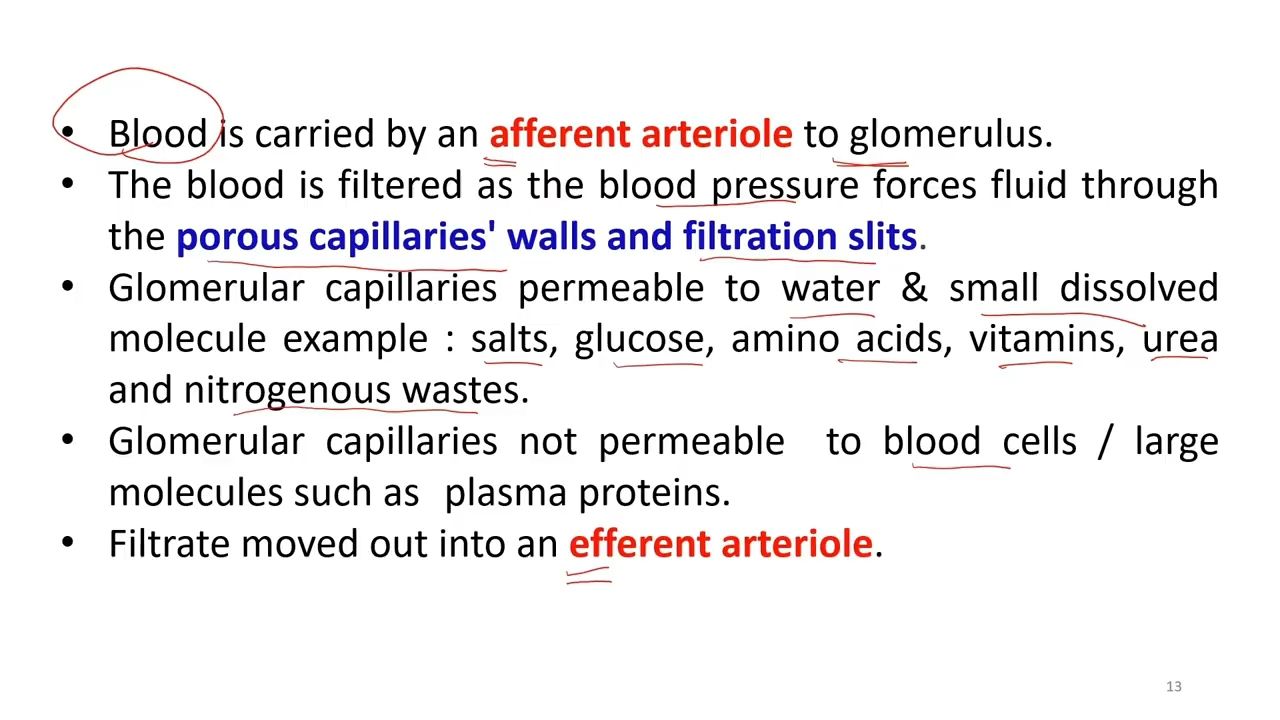 • Blood is carried by an afferent arteriole to glomerulus.
• The blood is filtered as the blood pressure forces fluid through
the porous capillaries' walls and filtration slits.
• Glomerular capillaries permeable to water & small dissolved
molecule example : salts, glucose, amino acids, vitamins, urea
and nitrogenous wastes.
• Glomerular capillaries not permeable to blood cells / large
molecules such as plasma proteins.
• Filtrate moved out into an efferent arteriole.
13